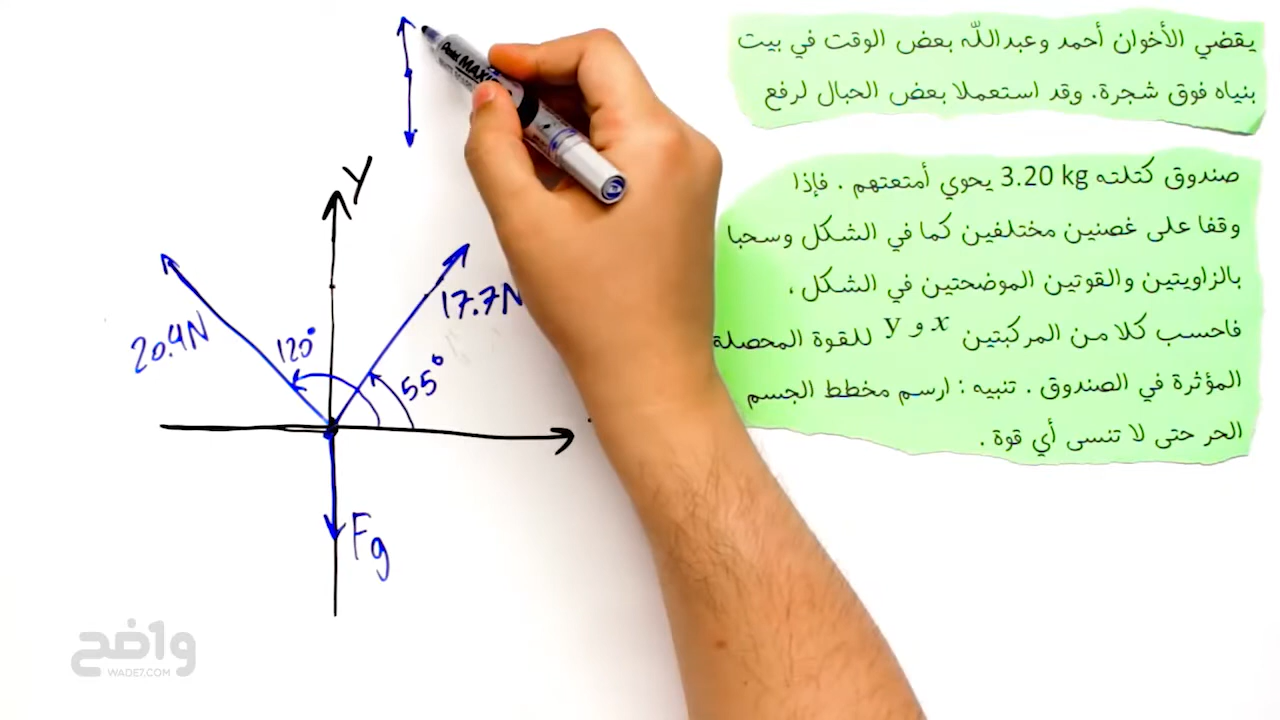 يقضي الأخوان أحمد وعبدالله بعض الوقت في بيت
بنياه فوق شجرة. وقد استعملا بعض الحبال لرفع
صندوق كتلته 3.20 kg يحوي أمتعتهم . فإذا
وقفا على غصنين مختلفين كما في الشكل وسحبا
بالزاويتين والقوتين الموضحتين في الشكل ،
فاحسب كلا من المركبتين x و y للقوة المحصلة
المؤثرة في الصندوق . تنبيه : ارسم مخطط الجسم
الحر حتى لا تنسى أي قوة .
Y
20.4N
120°
17.7N
55°
Fg
Pentel MAXI
واضح
WADE7.COM